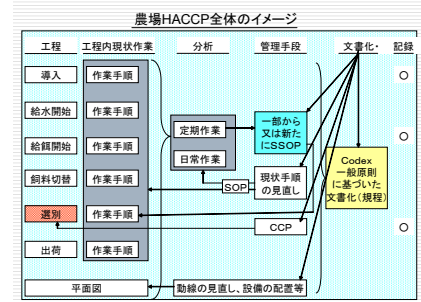 農場HACCP全体のイメージ
工程 工程内現状作業 分析 管理手段 文書化・ 記録
導入 作業手順 ○
給水開始 作業手順 一部から
又は新た
にSSOP ○
定期作業
給餌開始 作業手順
日常作業
Codex
一般原則
に基づいた
文書化(規程)
飼料切替 作業手順 SOP 現状手順
の見直し
選別 作業手順 CCP ○
出荷 作業手順
平面図 動線の見直し、設備の配置等